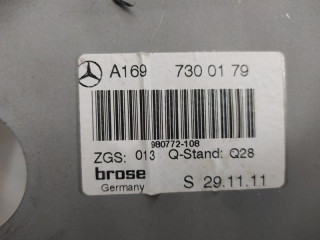 A169 730 01 79
980772-108
ZGS: 013 Q-Stand: Q28
brose
Germany S 29.11.11